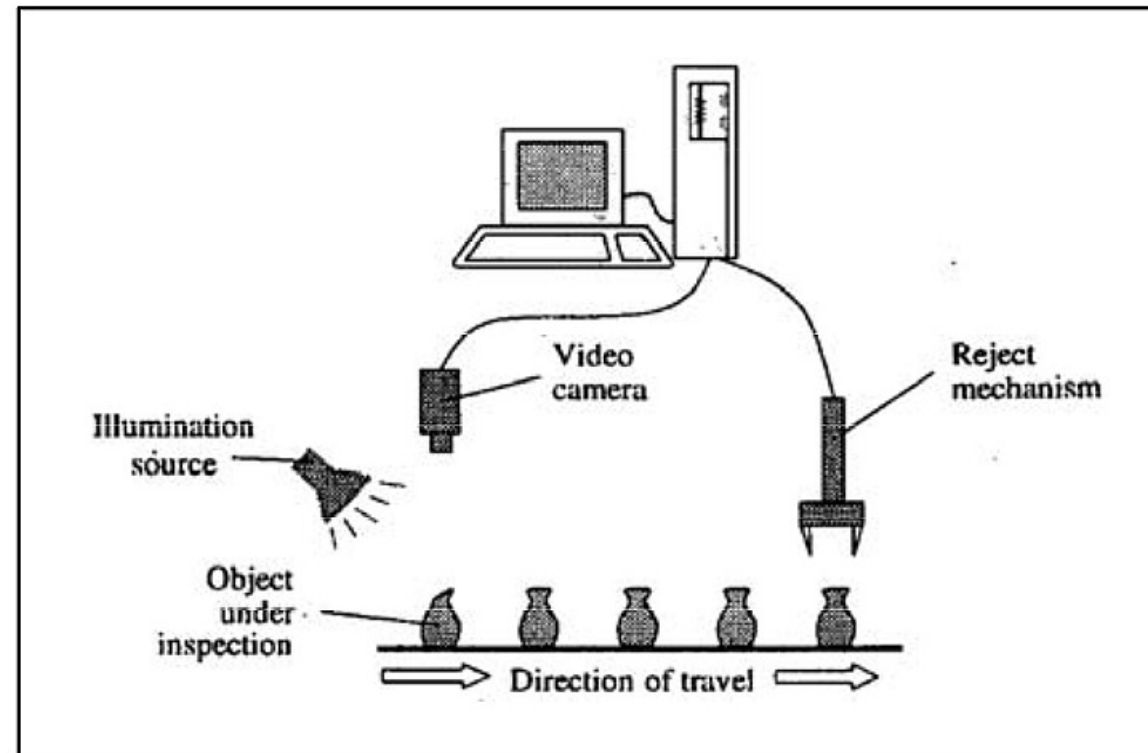 Video
camera
Reject
mechanism
Illumination
source
Object
under
inspection
Direction of travel